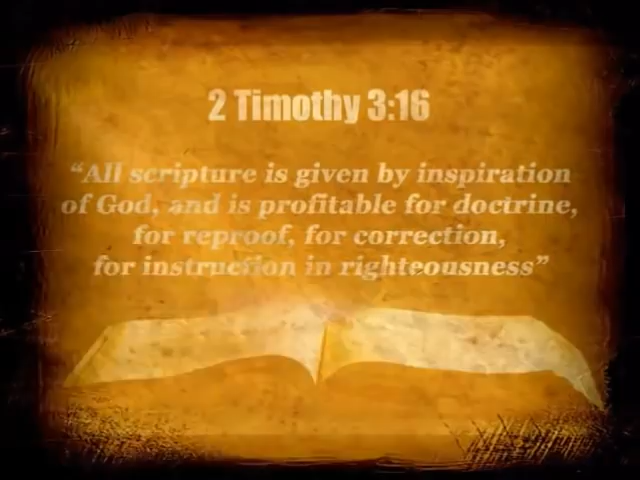 2 Timothy 3:16
“All scripture is given by inspiration
of God, and is profitable for doctrine,
for reproof, for correction,
for instruction in righteousness”